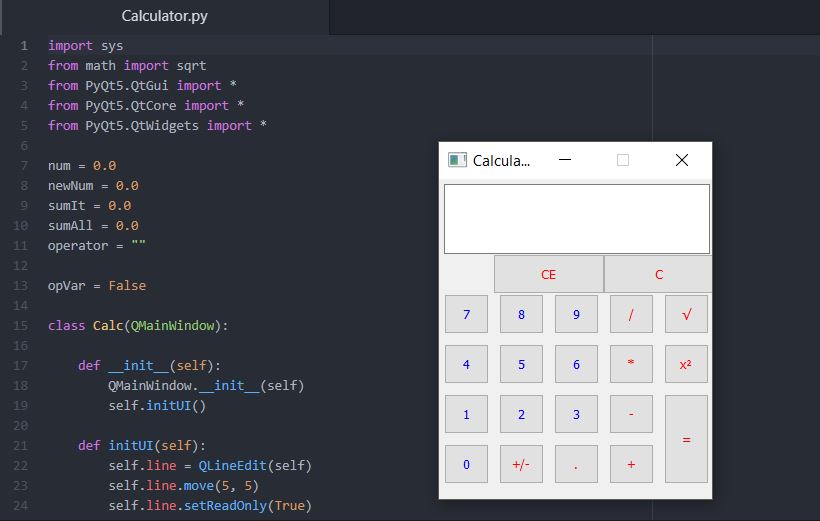 Calculator.py
1 import sys
2 from math import sqrt
3 from PyQt5.QtGui import *
4 from PyQt5.QtCore import *
5 from PyQt5.QtWidgets import *
6
7 num = 0.0
8 newNum = 0.0
9 sumIt = 0.0
10 sumAll = 0.0
11 operator = ""
12
13 opVar = False
14
15 class Calc(QMainWindow):
16
17     def __init__(self):
18         QMainWindow.__init__(self)
19         self.initUI()
20
21     def initUI(self):
22         self.line = QLineEdit(self)
23         self.line.move(5, 5)
24         self.line.setReadOnly(True)
Calcula...
CE C
7 8 9 / √
4 5 6 * x²
1 2 3 -
=
0 +/- . +